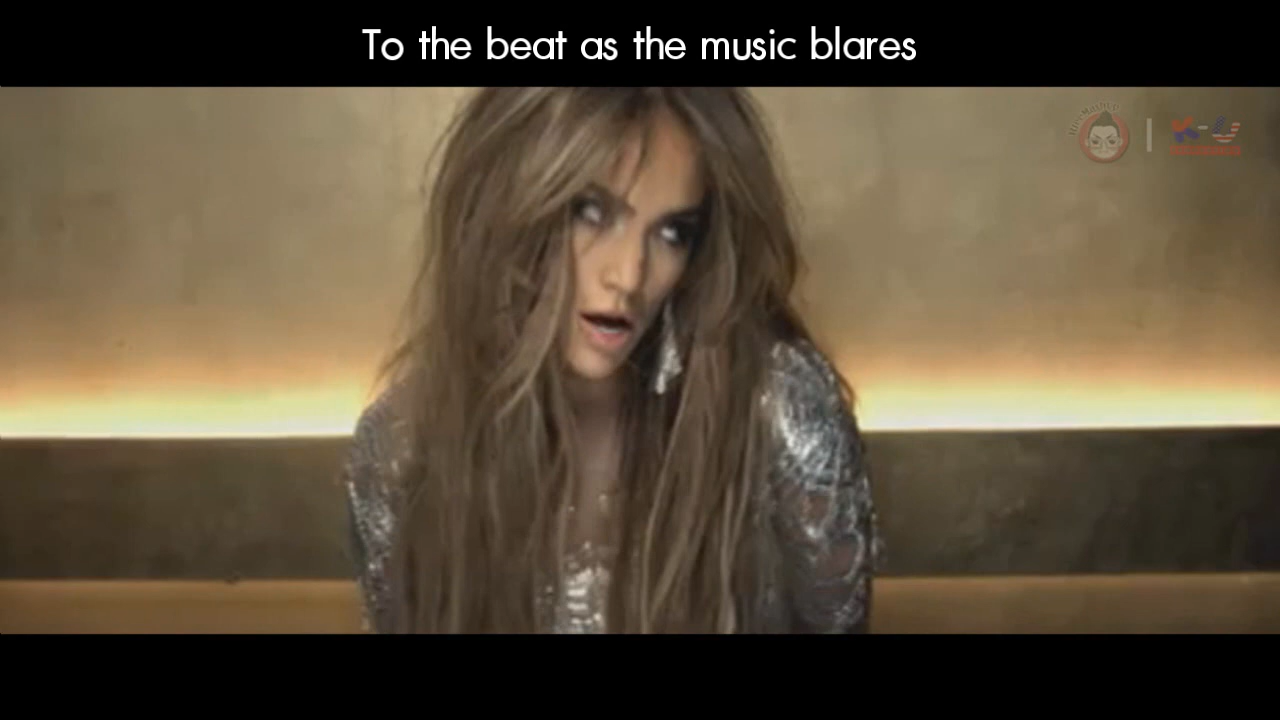 To the beat as the music blares
K-U